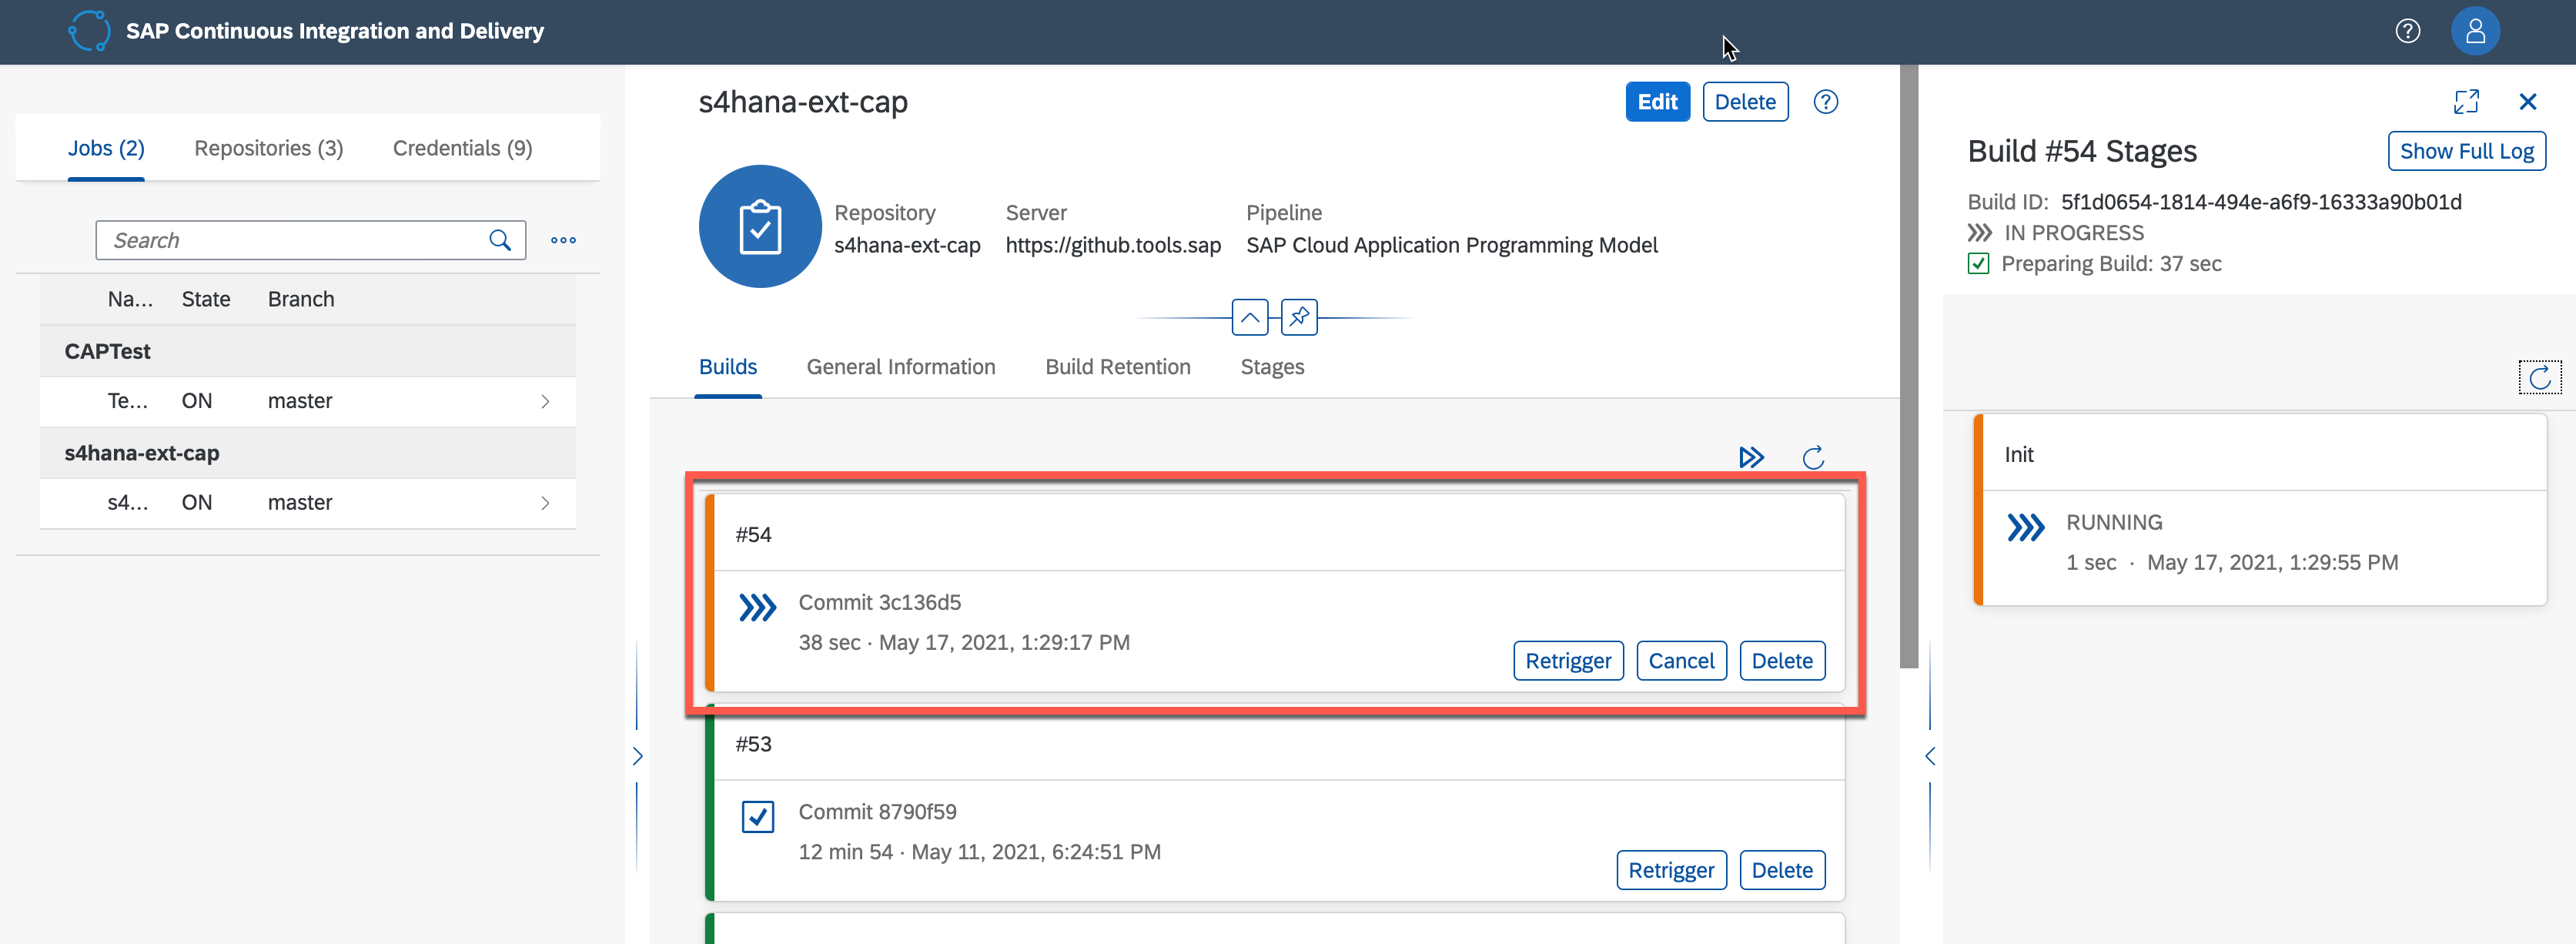 SAP Continuous Integration and Delivery
Jobs (2)
Repositories (3)
Credentials (9)
Search
Na...
State
Branch
CAPTest
Te...
ON
master
s4hana-ext-cap
s4...
ON
master
s4hana-ext-cap
Edit
Delete
Repository
s4hana-ext-cap
Server
https://github.tools.sap
Pipeline
SAP Cloud Application Programming Model
Builds
General Information
Build Retention
Stages
#54
Commit 3c136d5
38 sec · May 17, 2021, 1:29:17 PM
Retrigger
Cancel
Delete
#53
Commit 8790f59
12 min 54 · May 11, 2021, 6:24:51 PM
Retrigger
Delete
Build #54 Stages
Show Full Log
Build ID: 5f1d0654-1814-494e-a6f9-16333a90b01d
IN PROGRESS
Preparing Build: 37 sec
Init
RUNNING
1 sec · May 17, 2021, 1:29:55 PM